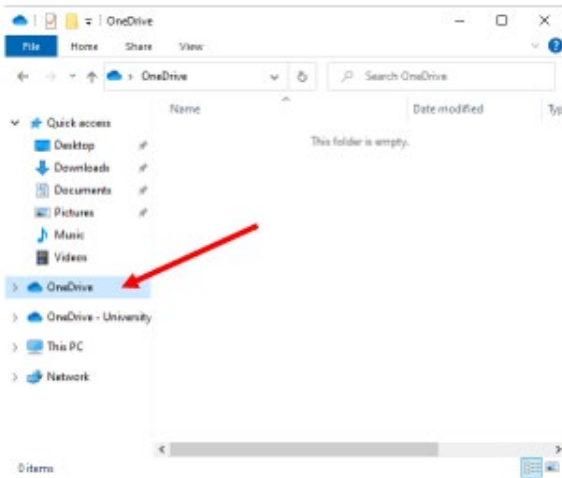 OneDrive
File Home Share View
OneDrive
Search OneDrive
Name Date modified Typ
This folder is empty.
Quick access
Desktop
Downloads
Documents
Pictures
Music
Videos
OneDrive
OneDrive - University
This PC
Network
0 items